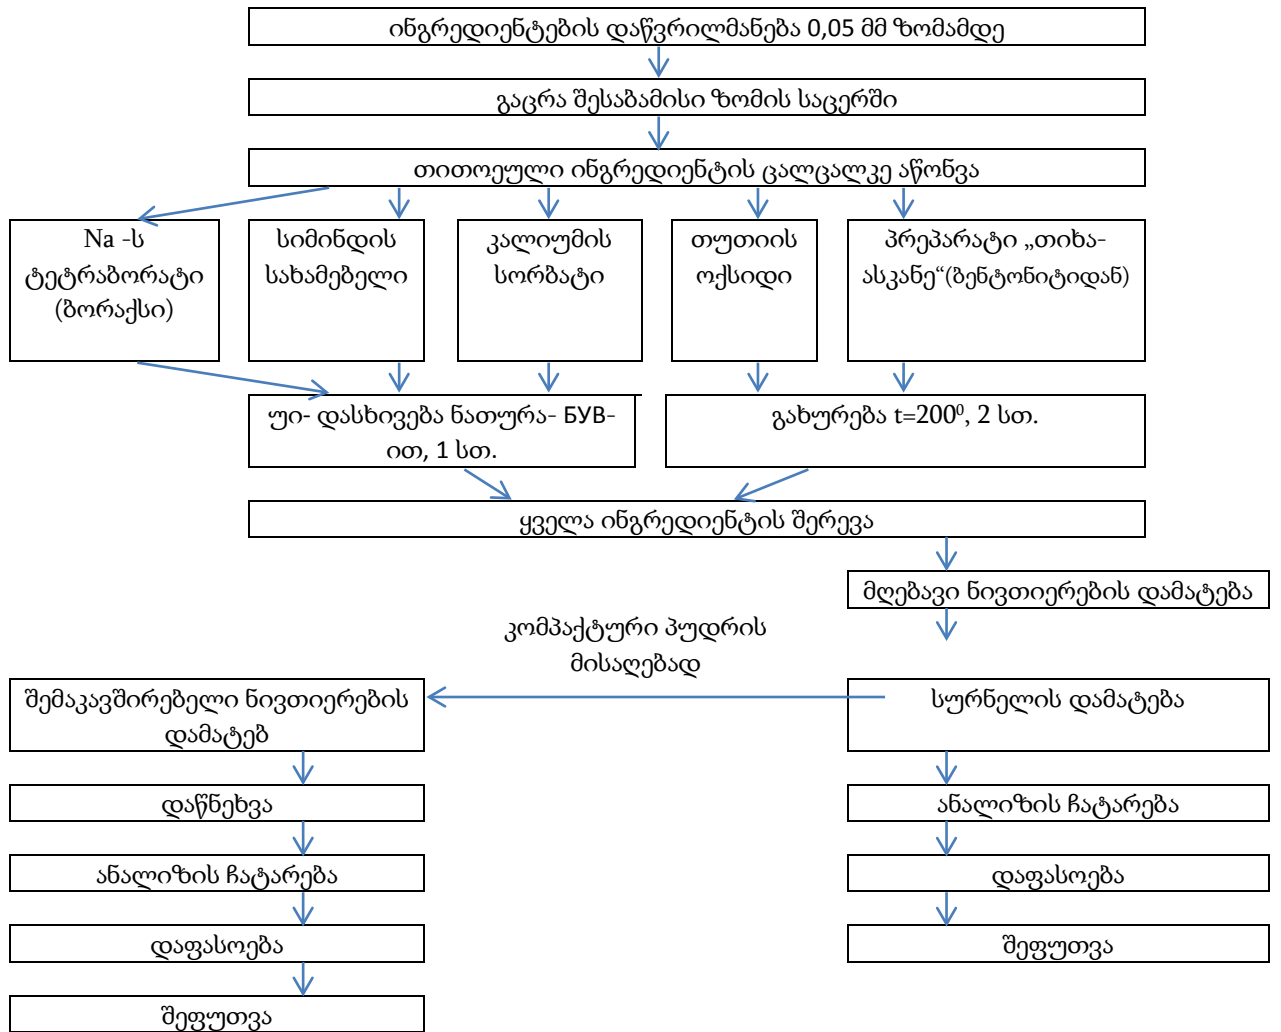 ინგრედიენტების დაწვრილმანება 0,05 მმ ზომამდე
გაცრა შესაბამისი ზომის საცერში
თითოეული ინგრედიენტის ცალცალკე აწონვა
Na -ს
ტეტრაბორატი
(ბორაქსი)
სიმინდის
სახამებელი
კალიუმის
სორბატი
თუთიის
ოქსიდი
პრეპარატი „თიხა-
ასკანე“(ბენტონიტიდან)
უი- დასხივება ნათურა- БУВ-
ით, 1 სთ.
გახურება t=200⁰, 2 სთ.
ყველა ინგრედიენტის შერევა
მღებავი ნივთიერების დამატება
კომპაქტური პუდრის
მისაღებად
შემაკავშირებელი ნივთიერების
დამატებ
სურნელის დამატება
დაწნეხვა
ანალიზის ჩატარება
ანალიზის ჩატარება
დაფასოება
დაფასოება
შეფუთვა
შეფუთვა